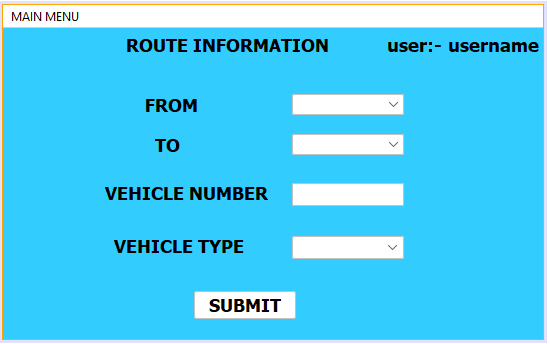 MAIN MENU
ROUTE INFORMATION user:- username
FROM
TO
VEHICLE NUMBER
VEHICLE TYPE
SUBMIT